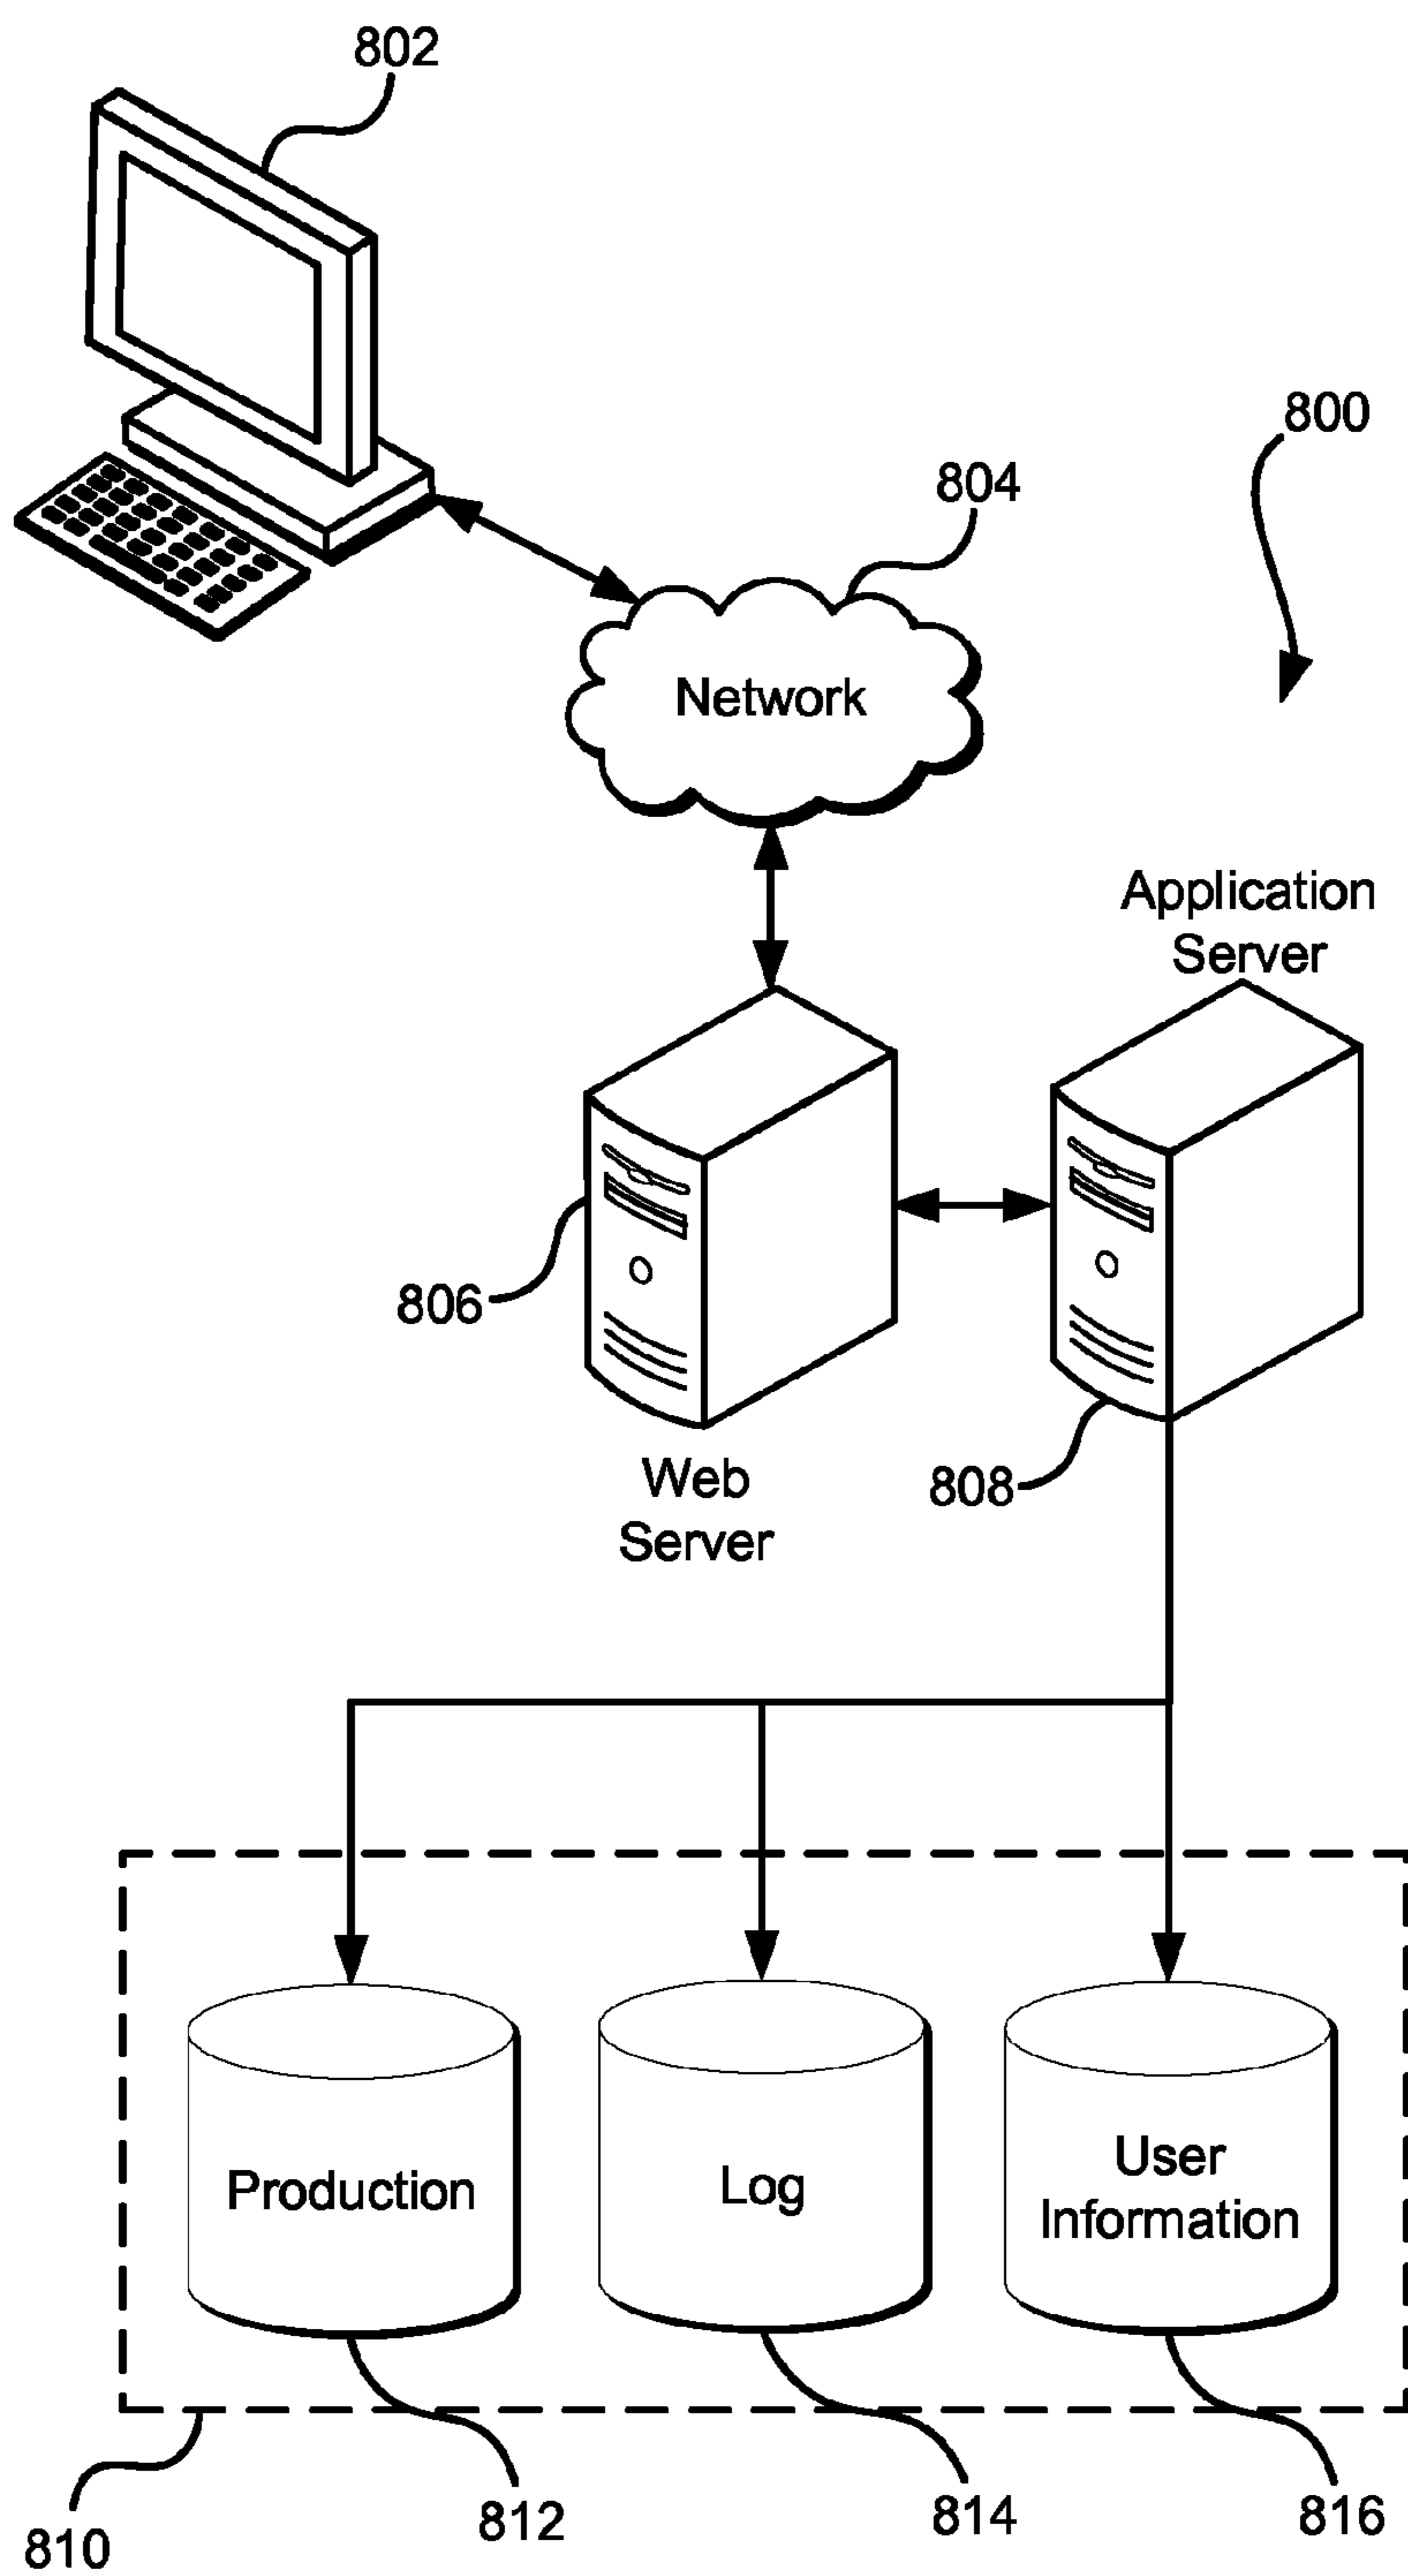 802
800
804
Network
Application
Server
806
808
Web
Server
Production
Log
User
Information
810
812
814
816